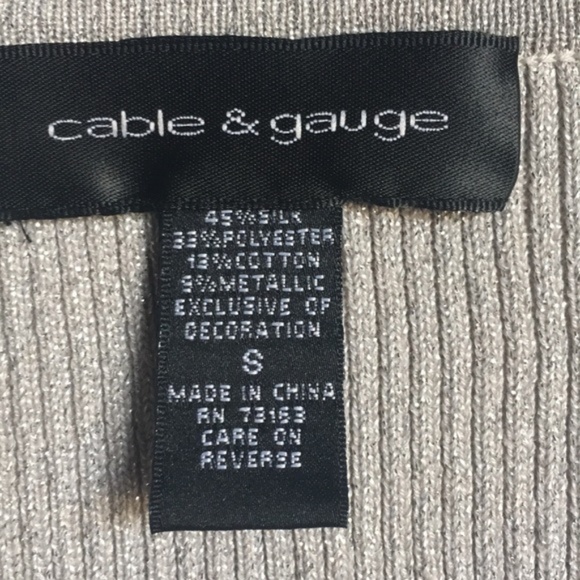 cable & gauge
45% SILK
33% POLYESTER
13% COTTON
9% METALLIC
EXCLUSIVE OF
DECORATION
S
MADE IN CHINA
RN 73163
CARE ON
REVERSE